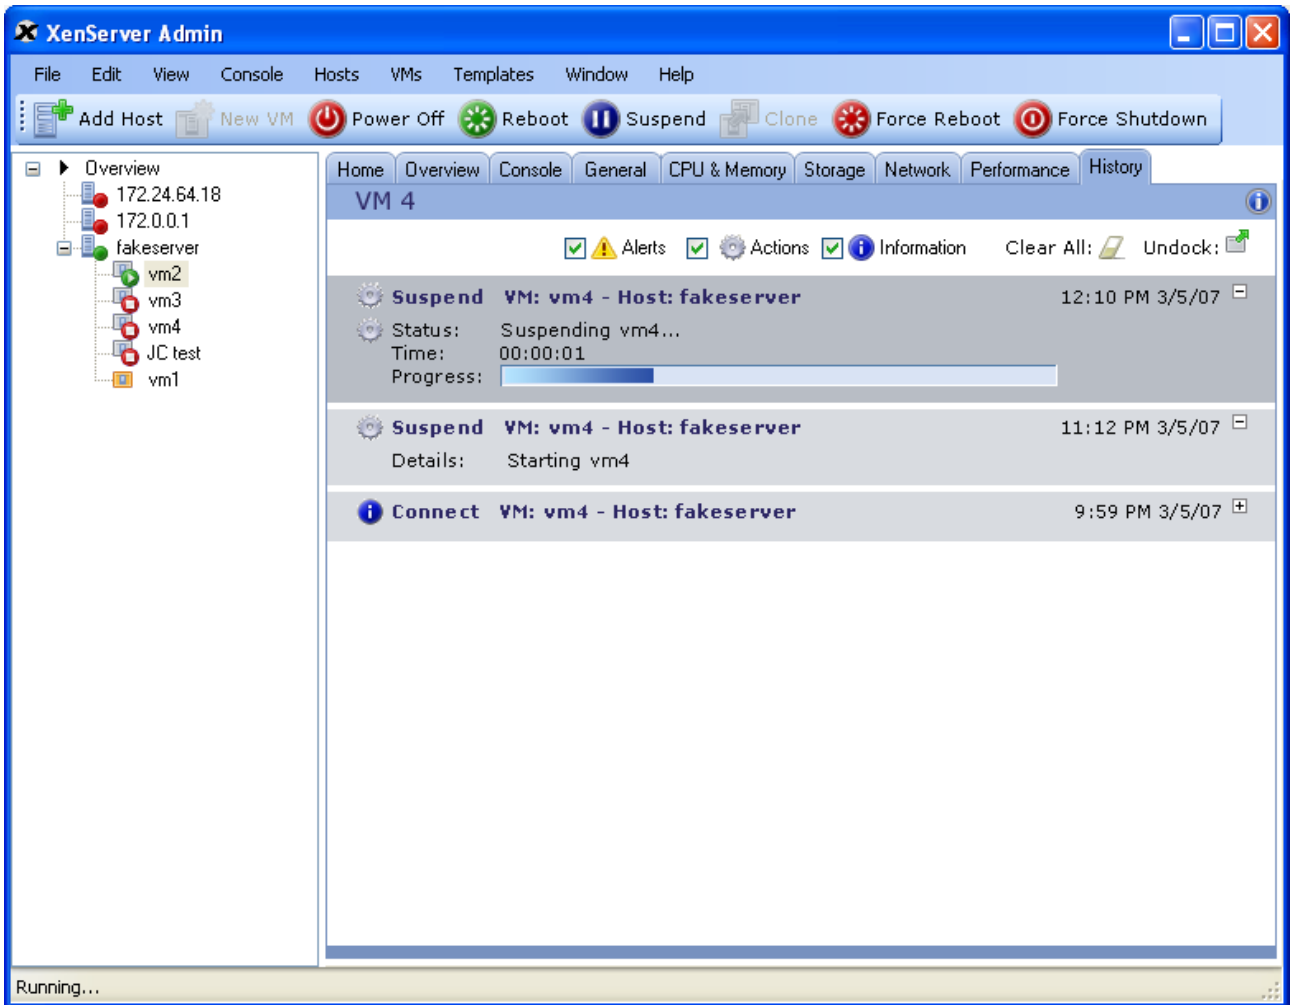 XenServer Admin
File Edit View Console Hosts VMs Templates Window Help
Add Host New VM Power Off Reboot Suspend Clone Force Reboot Force Shutdown
Overview
172.24.64.18
172.0.0.1
fakeserver
vm2
vm3
vm4
JC test
vm1
Home Overview Console General CPU & Memory Storage Network Performance History
VM 4
Alerts Actions Information Clear All: Undock:
Suspend VM: vm4 - Host: fakeserver 12:10 PM 3/5/07
Status: Suspending vm4...
Time: 00:00:01
Progress:
Suspend VM: vm4 - Host: fakeserver 11:12 PM 3/5/07
Details: Starting vm4
Connect VM: vm4 - Host: fakeserver 9:59 PM 3/5/07
Running...